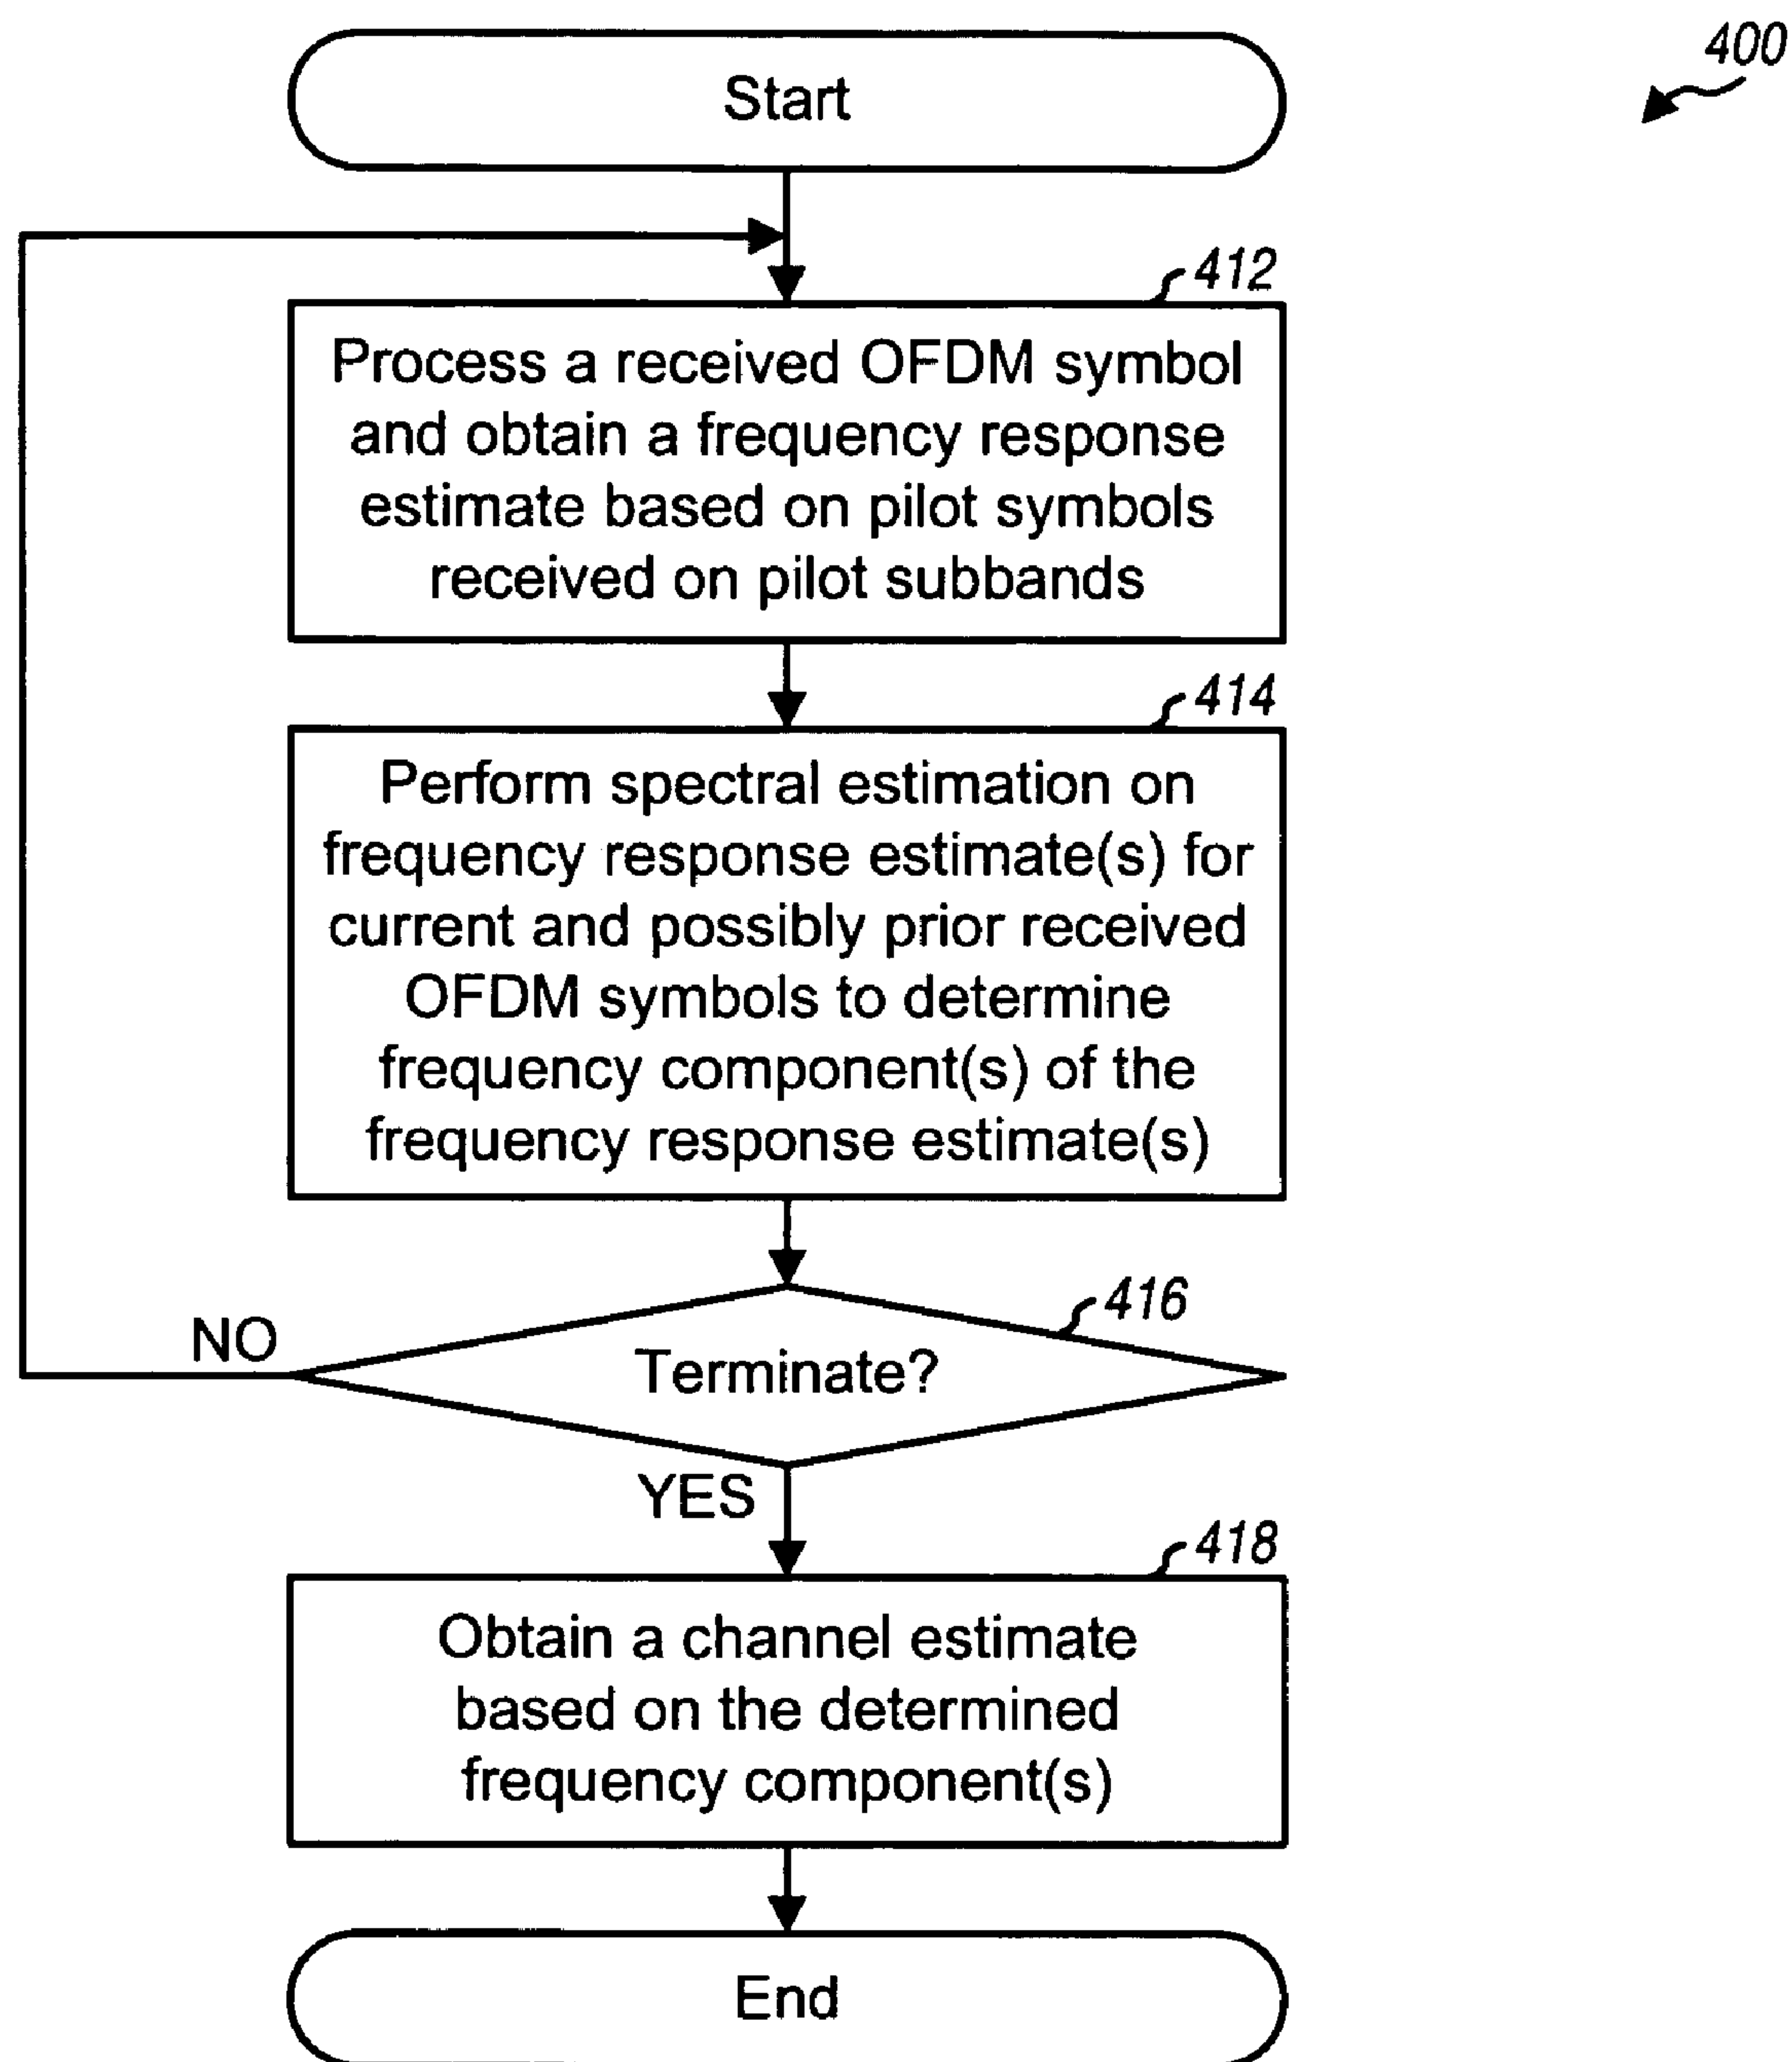 400
Start
412
Process a received OFDM symbol
and obtain a frequency response
estimate based on pilot symbols
received on pilot subbands
414
Perform spectral estimation on
frequency response estimate(s) for
current and possibly prior received
OFDM symbols to determine
frequency component(s) of the
frequency response estimate(s)
416
NO
Terminate?
YES
418
Obtain a channel estimate
based on the determined
frequency component(s)
End